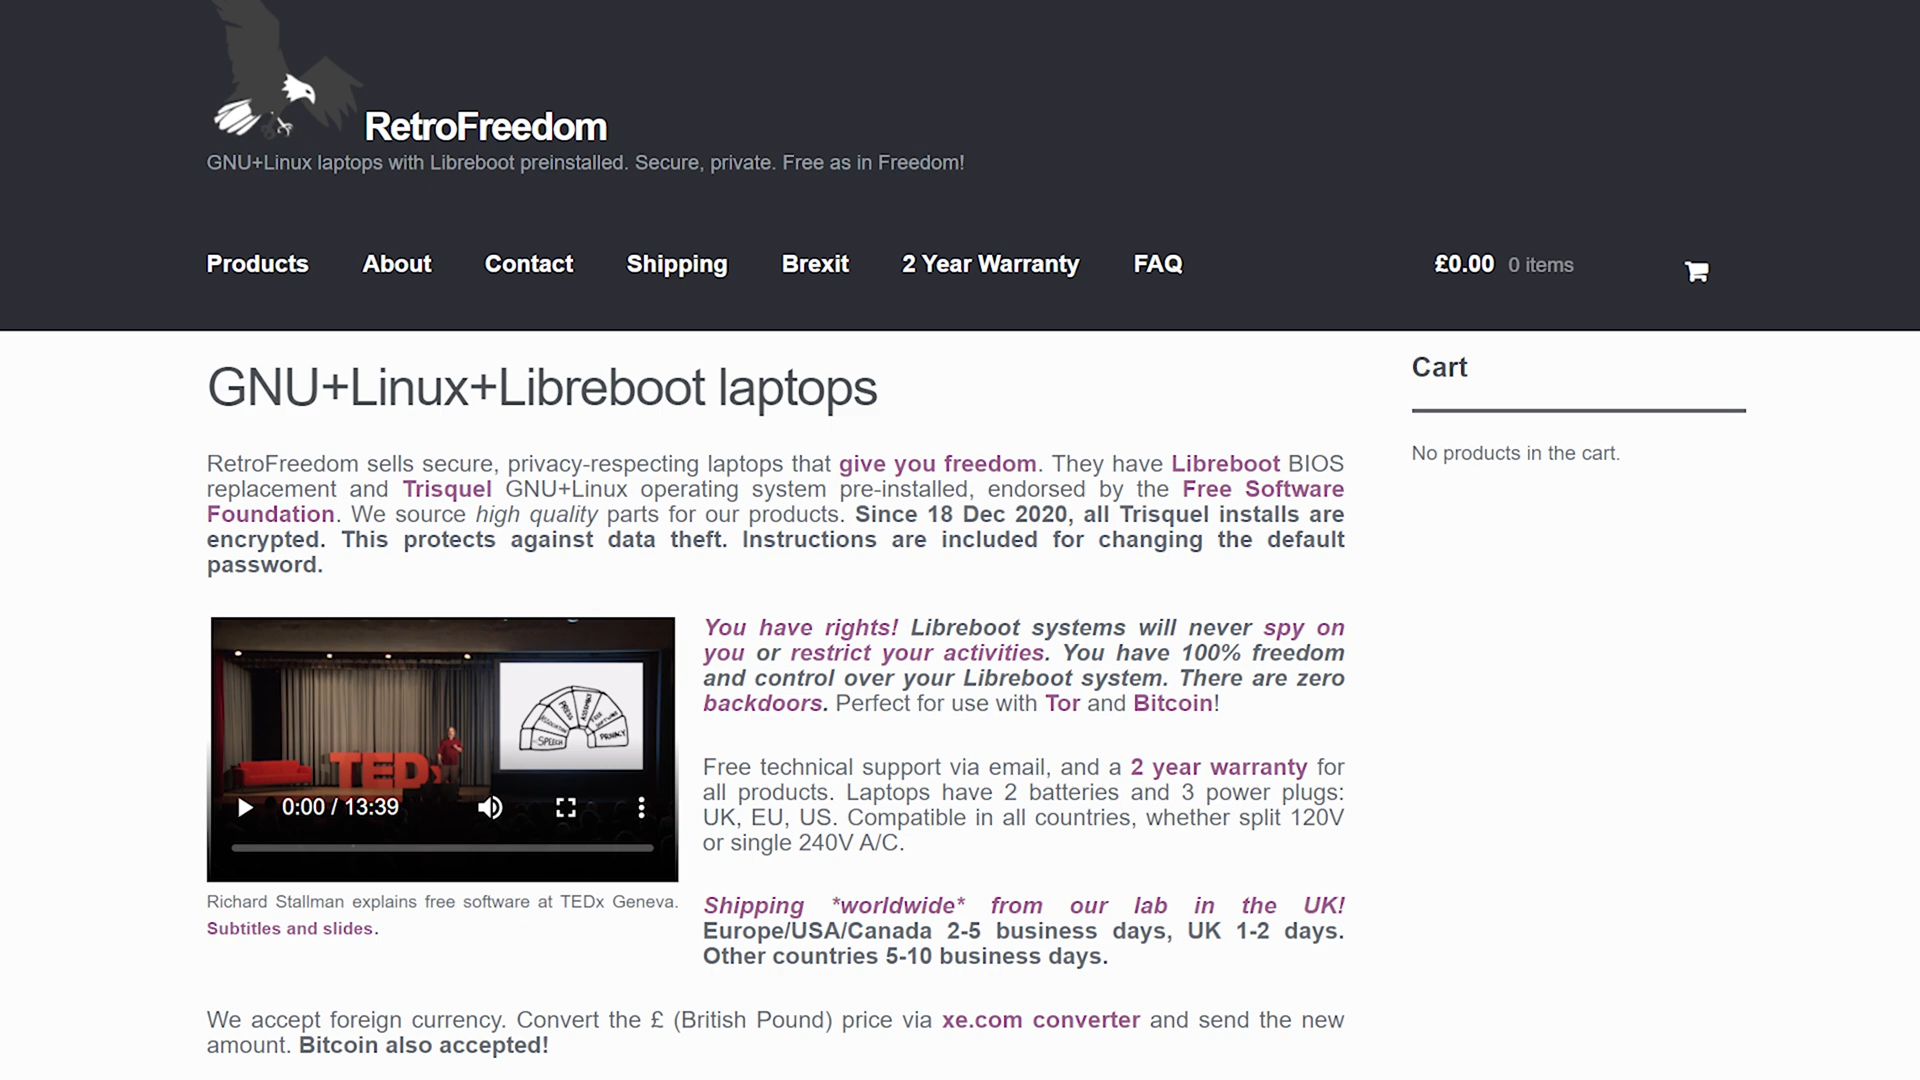 RetroFreedom
GNU+Linux laptops with Libreboot preinstalled. Secure, private. Free as in Freedom!
Products About Contact Shipping Brexit 2 Year Warranty FAQ £0.00 0 items
GNU+Linux+Libreboot laptops
RetroFreedom sells secure, privacy-respecting laptops that give you freedom. They have Libreboot BIOS
replacement and Trisquel GNU+Linux operating system pre-installed, endorsed by the Free Software
Foundation. We source high quality parts for our products. Since 18 Dec 2020, all Trisquel installs are
encrypted. This protects against data theft. Instructions are included for changing the default
password.
SPEECH
ASSOCIATION
PRESS
ASSEMBLY
FREE SOFTWARE
PRIVACY
TEDx
0:00 / 13:39
Richard Stallman explains free software at TEDx Geneva.
Subtitles and slides.
You have rights! Libreboot systems will never spy on
you or restrict your activities. You have 100% freedom
and control over your Libreboot system. There are zero
backdoors. Perfect for use with Tor and Bitcoin!
Free technical support via email, and a 2 year warranty for
all products. Laptops have 2 batteries and 3 power plugs:
UK, EU, US. Compatible in all countries, whether split 120V
or single 240V A/C.
Shipping *worldwide* from our lab in the UK!
Europe/USA/Canada 2-5 business days, UK 1-2 days.
Other countries 5-10 business days.
We accept foreign currency. Convert the £ (British Pound) price via xe.com converter and send the new
amount. Bitcoin also accepted!
Cart
No products in the cart.